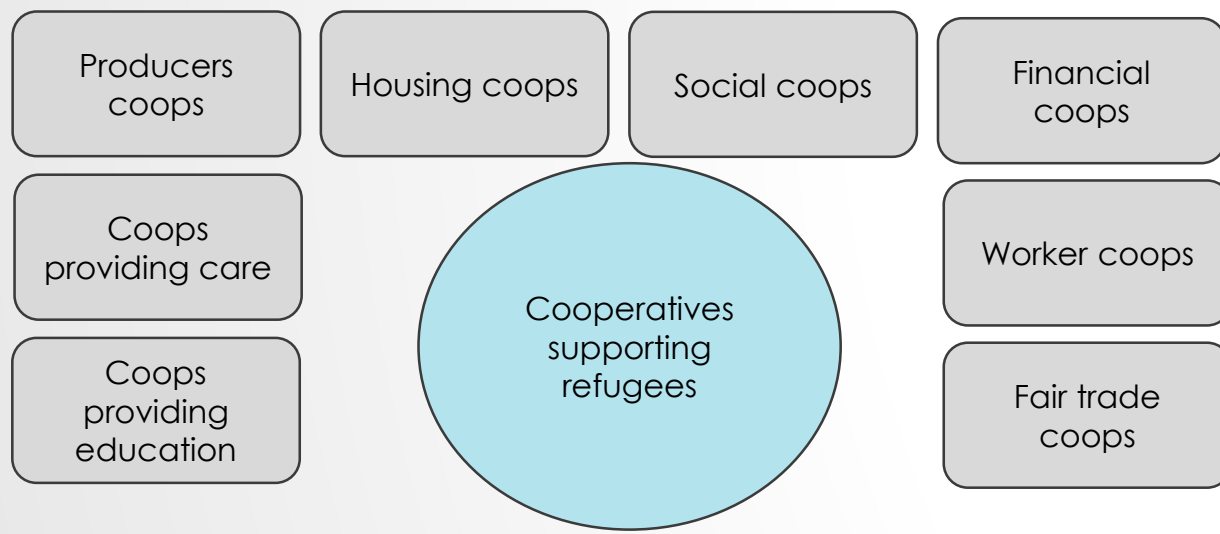 Producers
coops
Housing coops
Social coops
Financial
coops
Coops
providing care
Worker coops
Cooperatives
supporting
refugees
Coops
providing
education
Fair trade
coops